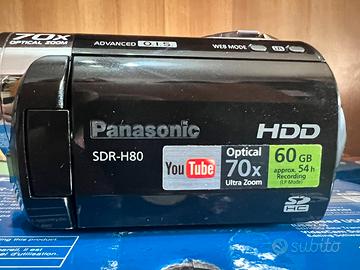 70x
OPTICAL ZOOM
ADVANCED O.I.S
WEB MODE
Panasonic
HDD
SDR-H80
YouTube
Optical
70x
Ultra Zoom
60 GB
approx. 54 h
Recording
(LP Mode)
SD
HC
subito